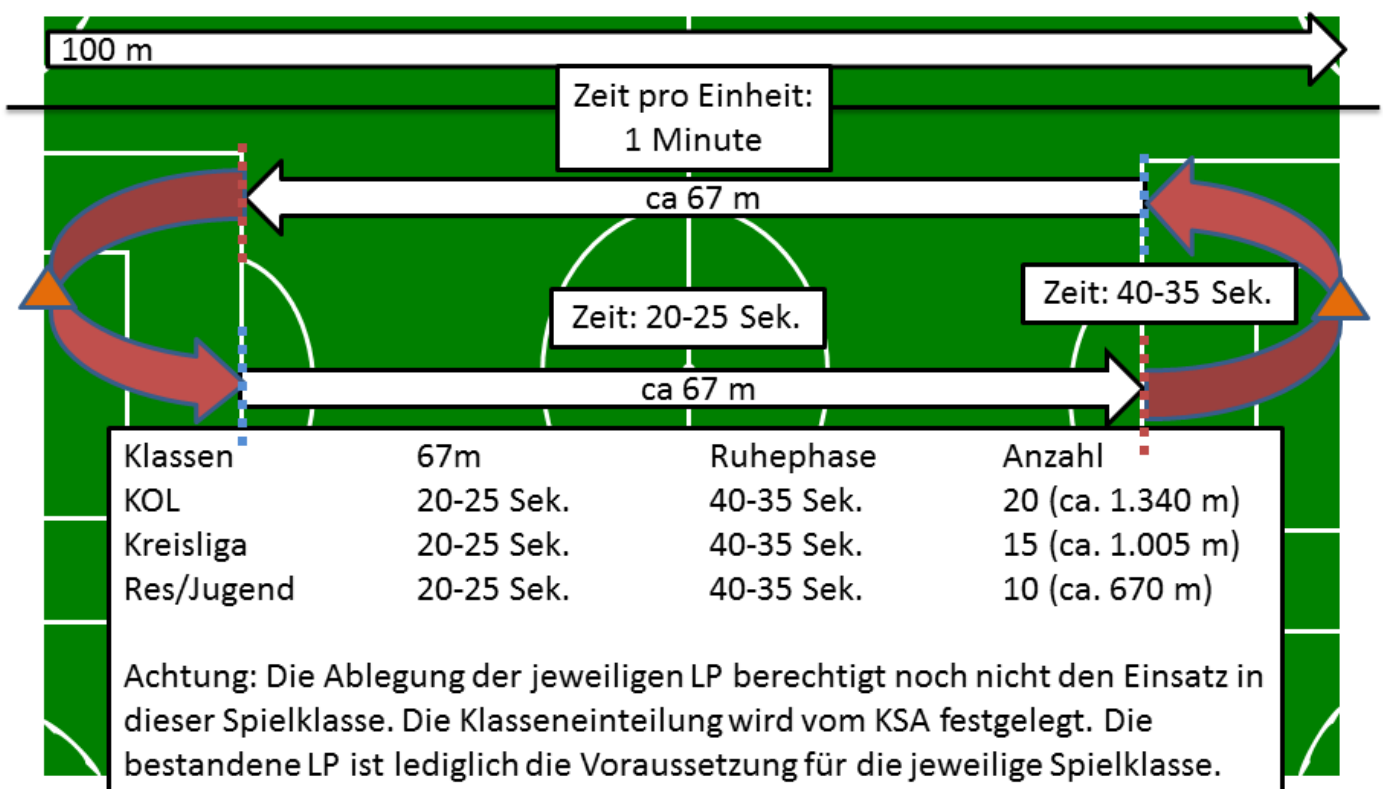 100 m
Zeit pro Einheit:
1 Minute
ca 67 m
Zeit: 40-35 Sek.
Zeit: 20-25 Sek.
ca 67 m
Klassen 67m Ruhephase Anzahl
KOL 20-25 Sek. 40-35 Sek. 20 (ca. 1.340 m)
Kreisliga 20-25 Sek. 40-35 Sek. 15 (ca. 1.005 m)
Res/Jugend 20-25 Sek. 40-35 Sek. 10 (ca. 670 m)
Achtung: Die Ablegung der jeweiligen LP berechtigt noch nicht den Einsatz in
dieser Spielklasse. Die Klasseneinteilung wird vom KSA festgelegt. Die
bestandene LP ist lediglich die Voraussetzung für die jeweilige Spielklasse.